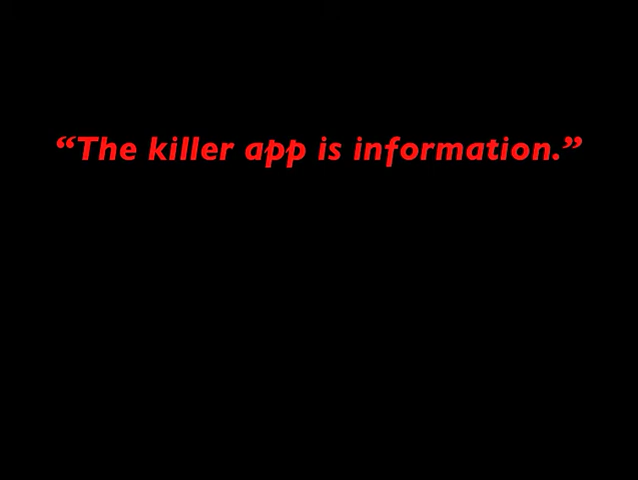 “The killer app is information.”